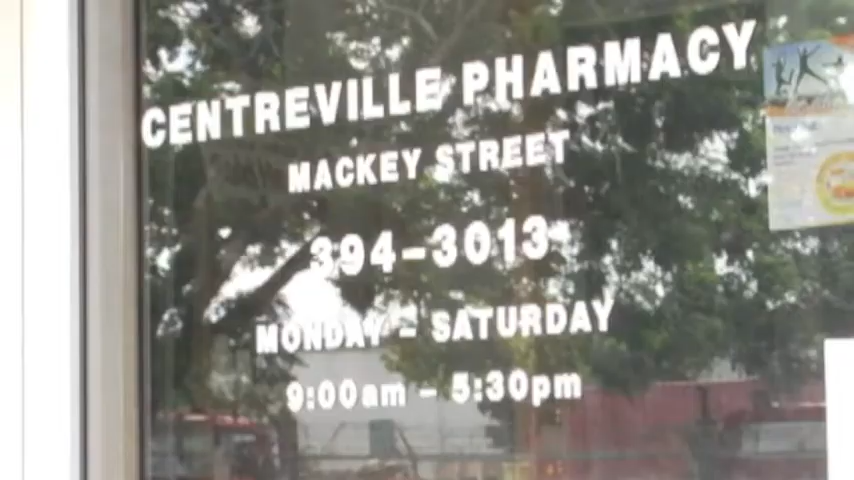 CENTREVILLE PHARMACY
MACKEY STREET
394-3013
MONDAY - SATURDAY
9:00am - 5:30pm